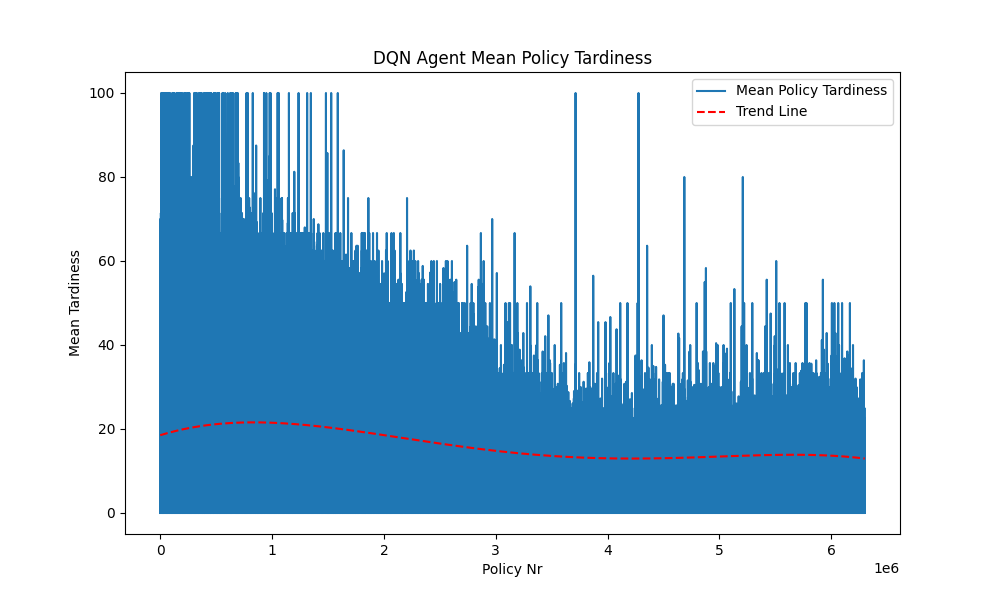 DQN Agent Mean Policy Tardiness
Mean Policy Tardiness
Trend Line
100
80
60
40
20
0
Mean Tardiness
0 1 2 3 4 5 6
1e6
Policy Nr